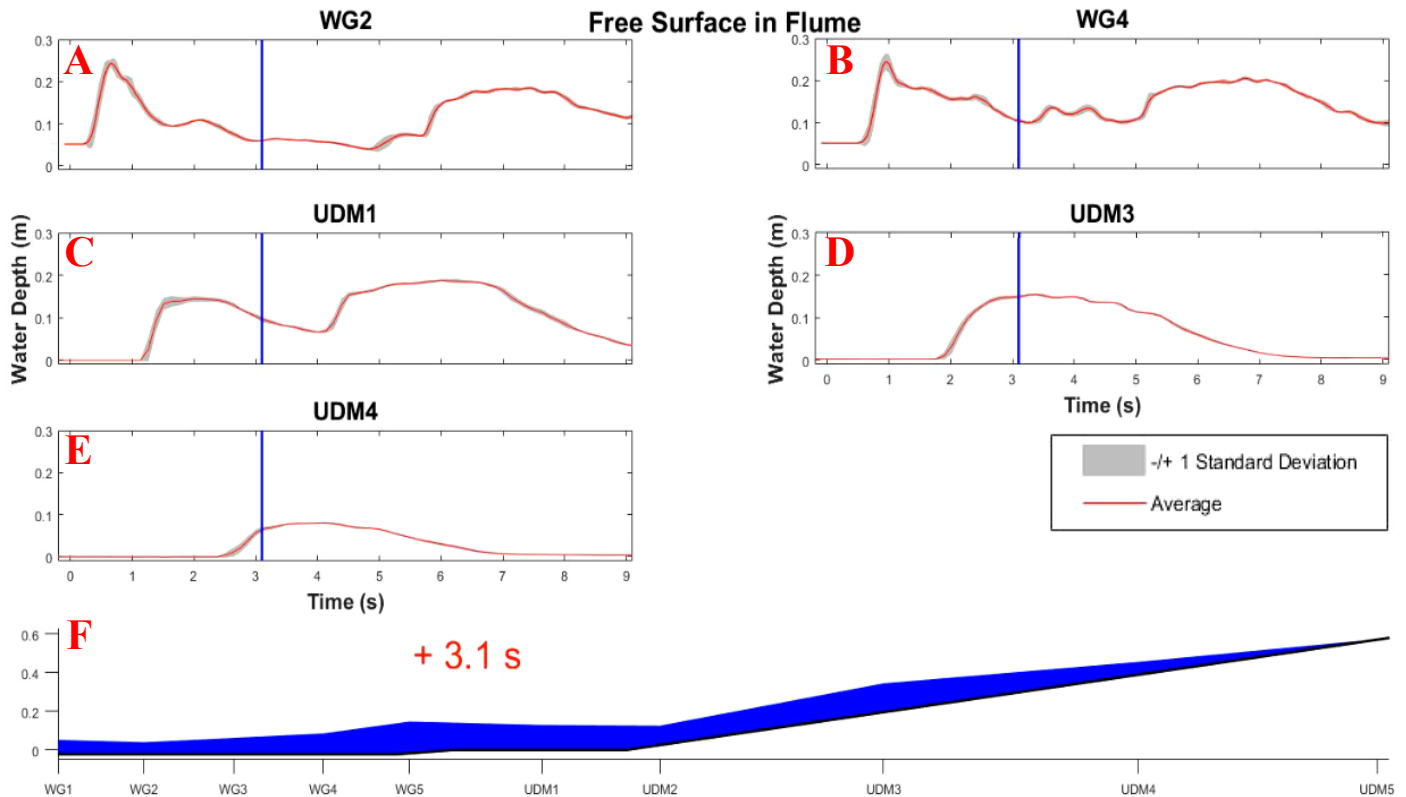 WG2
Free Surface in Flume
WG4
A
0.3
0.2
0.1
0
B
0.3
0.2
0.1
0
UDM1
UDM3
Water Depth (m)
C
0.3
0.2
0.1
0
Water Depth (m)
D
0.3
0.2
0.1
0
0 1 2 3 4 5 6 7 8 9
Time (s)
UDM4
E
0.3
0.2
0.1
0
0 1 2 3 4 5 6 7 8 9
Time (s)
-/+ 1 Standard Deviation
Average
F
+ 3.1 s
0.6
0.4
0.2
0
WG1 WG2 WG3 WG4 WG5 UDM1 UDM2 UDM3 UDM4 UDM5